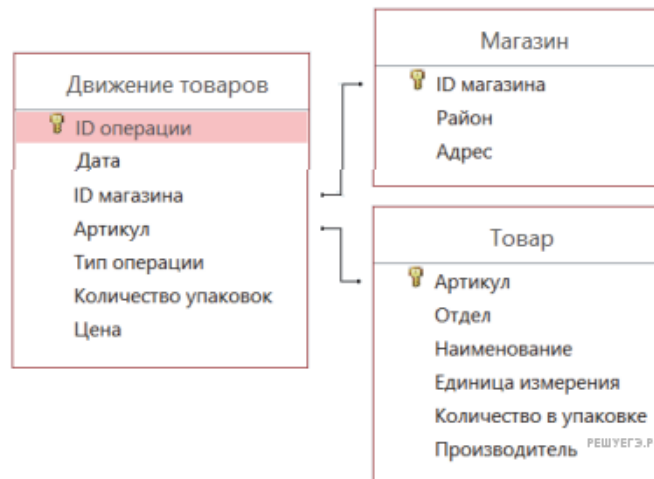 Движение товаров
ID операции
Дата
ID магазина
Артикул
Тип операции
Количество упаковок
Цена
Магазин
ID магазина
Район
Адрес
Товар
Артикул
Отдел
Наименование
Единица измерения
Количество в упаковке
Производитель
РЕШУЕГЭ.Р